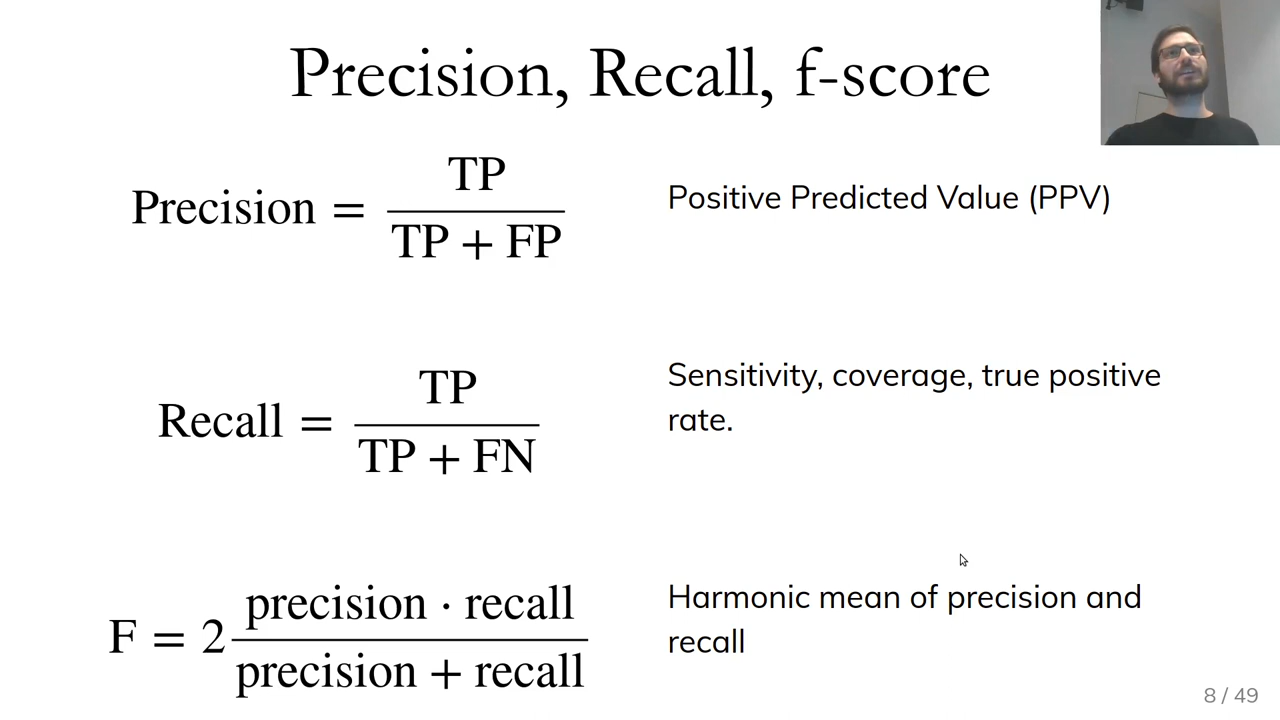 Precision, Recall, f-score
Precision = TP / TP + FP
Positive Predicted Value (PPV)
Recall = TP / TP + FN
Sensitivity, coverage, true positive
rate.
F = 2 precision · recall / precision + recall
Harmonic mean of precision and
recall
8 / 49